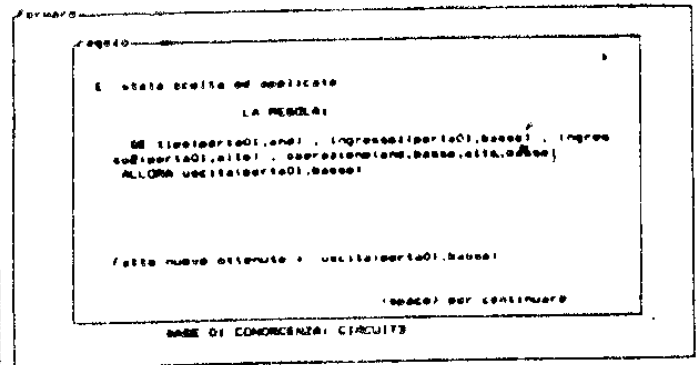 forward
regola
E stata scelta ed applicata
LA REGOLA:
SE tipo(porta01,and) , ingresso1(porta01,basso) , ingres
so2(porta01,alto) , operazione(and,basso,alto,basso)
ALLORA uscita(porta01,basso)
Fatto nuovo ottenuto : uscita(porta01,basso)
(space) per continuare
BASE DI CONOSCENZA: CIRCUITS